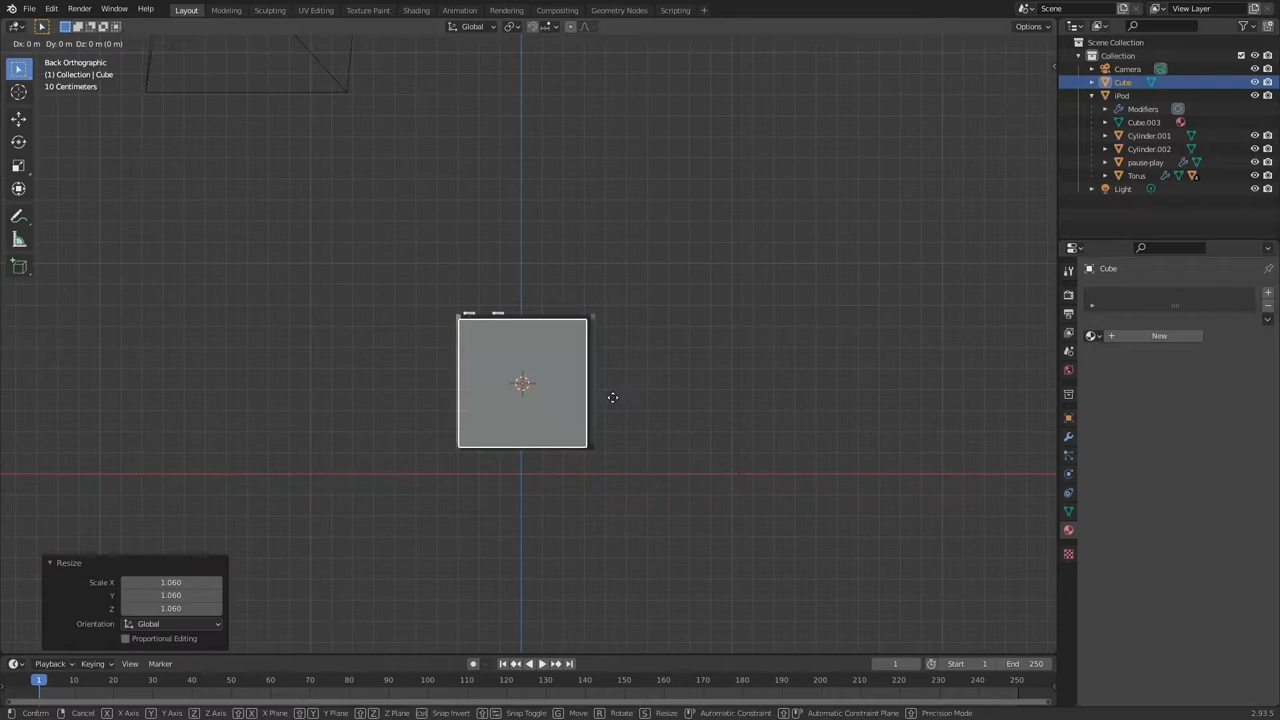 File Edit Render Window Help Layout Modeling Sculpting UV Editing Texture Paint Shading Animation Rendering Compositing Geometry Nodes Scripting Scene View Layer
Global Options
Dx: 0 m Dy: 0 m Dz: 0 m (0 m)
Back Orthographic
(1) Collection | Cube
10 Centimeters
Scene Collection
Collection
Camera
Cube
iPod
Modifiers
Cube.003
Cylinder.001
Cylinder.002
pause-play
Torus
4
Light
Cube
New
Resize
Scale X 1.060
Y 1.060
Z 1.060
Orientation Global
Proportional Editing
Playback Keying View Marker 1 Start 1 End 250
1 10 20 30 40 50 60 70 80 90 100 110 120 130 140 150 160 170 180 190 200 210 220 230 240 250
Confirm Cancel X X Axis Y Y Axis Z Z Axis X X Plane Y Y Plane Z Z Plane Snap Invert Snap Toggle G Move R Rotate S Resize Automatic Constraint Automatic Constraint Plane Precision Mode 2.93.5